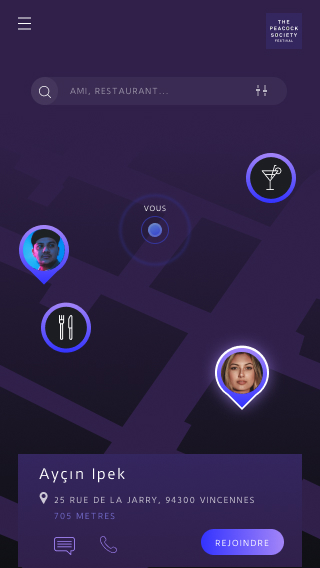 THE
PEACOCK
SOCIETY
FESTIVAL
AMI, RESTAURANT...
VOUS
Ayçın Ipek
25 RUE DE LA JARRY, 94300 VINCENNES
705 METRES
REJOINDRE